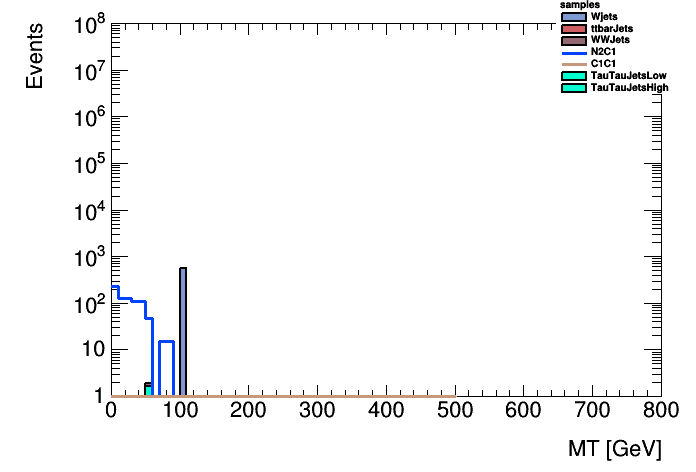 samples
Wjets
ttbarJets
WWJets
N2C1
C1C1
TauTauJetsLow
TauTauJetsHigh
Events
10^8
10^7
10^6
10^5
10^4
10^3
10^2
10
1
0 100 200 300 400 500 600 700 800
MT [GeV]